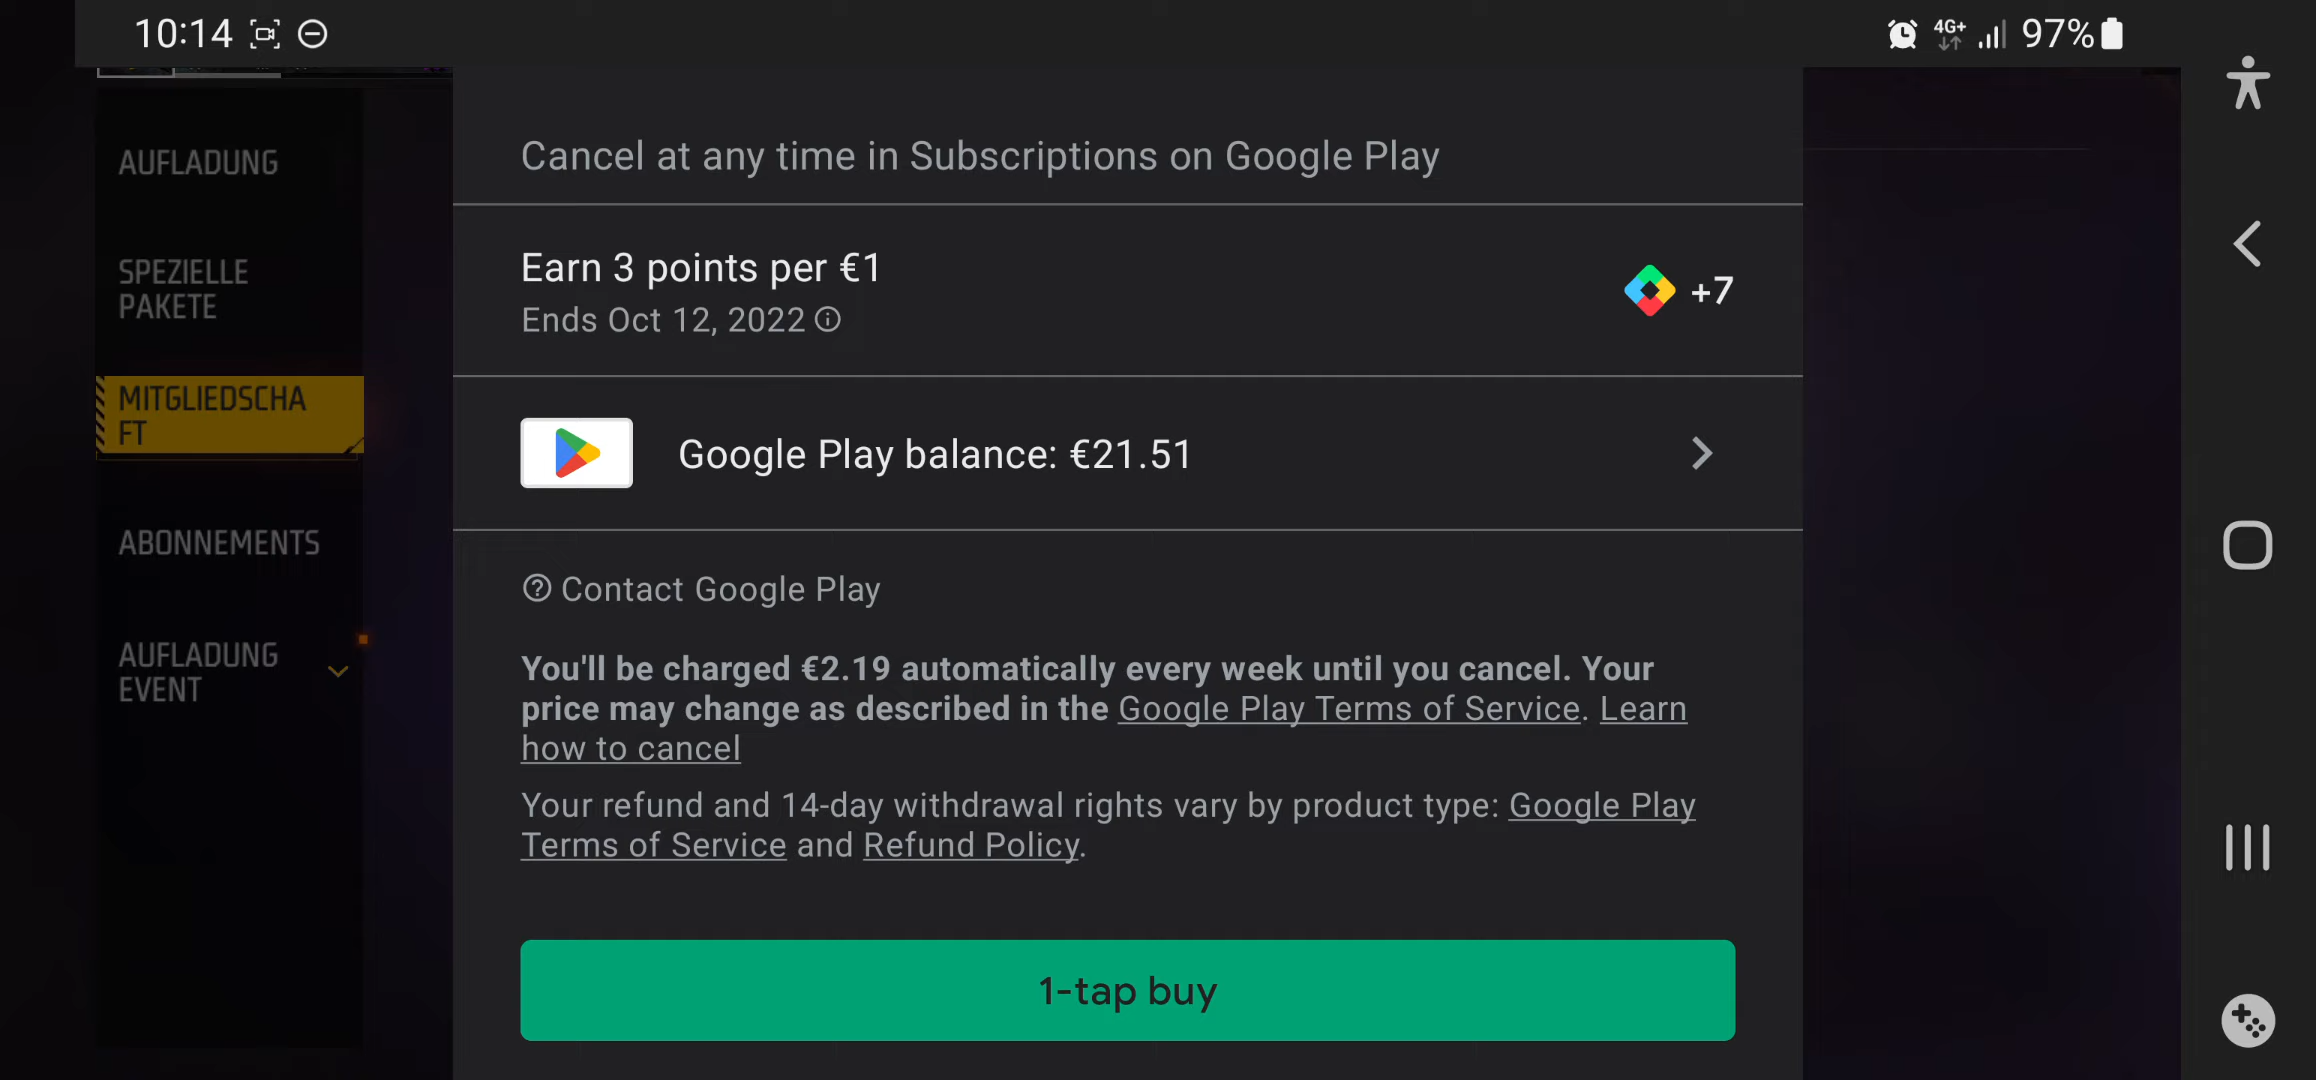 10:14
4G+
97%
AUFLADUNG
SPEZIELLE
PAKETE
MITGLIEDSCHA
FT
ABONNEMENTS
AUFLADUNG
EVENT
Cancel at any time in Subscriptions on Google Play
Earn 3 points per €1
Ends Oct 12, 2022
+7
Google Play balance: €21.51
Contact Google Play
You'll be charged €2.19 automatically every week until you cancel. Your
price may change as described in the Google Play Terms of Service. Learn
how to cancel
Your refund and 14-day withdrawal rights vary by product type: Google Play
Terms of Service and Refund Policy.
1-tap buy